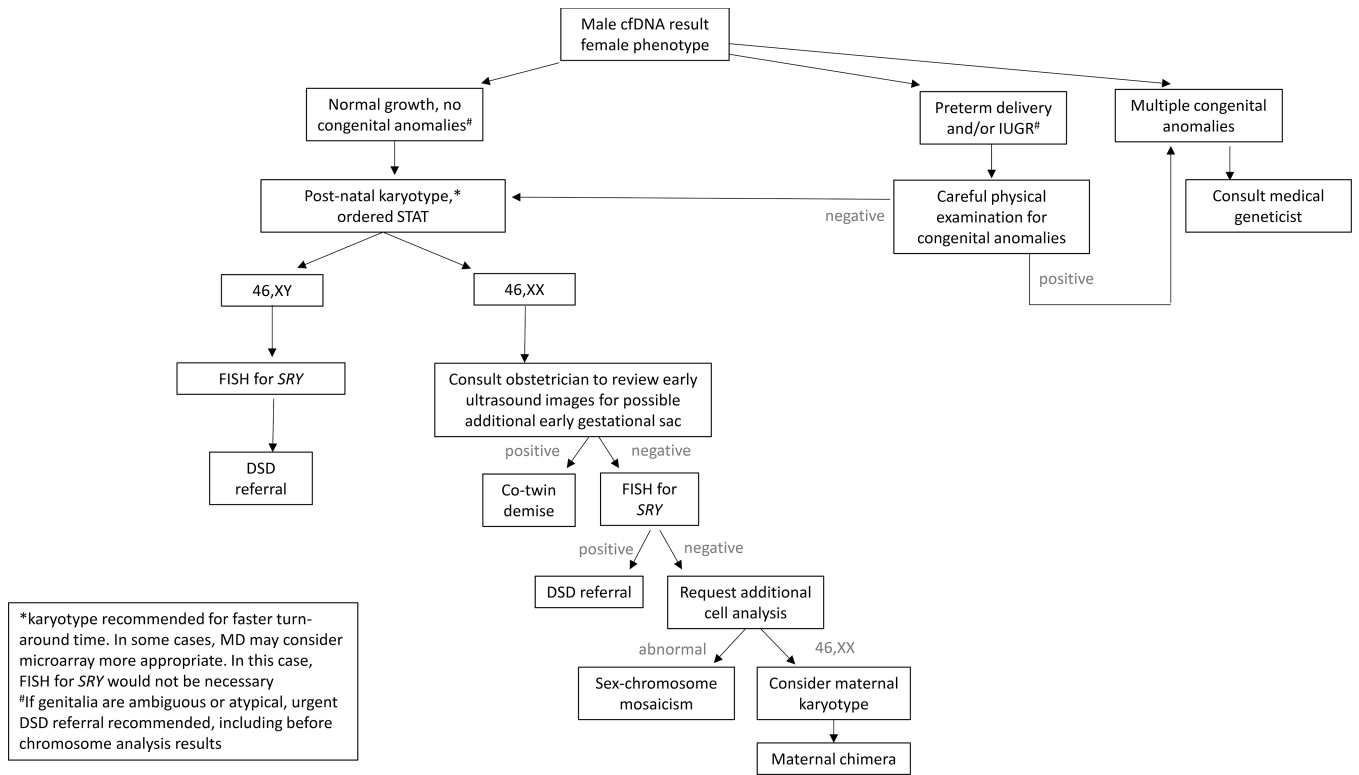 Male cfDNA result
female phenotype
Normal growth, no
congenital anomalies#
Preterm delivery
and/or IUGR#
Multiple congenital
anomalies
Post-natal karyotype,*
ordered STAT
negative
Careful physical
examination for
congenital anomalies
Consult medical
geneticist
positive
46,XY
46,XX
FISH for SRY
Consult obstetrician to review early
ultrasound images for possible
additional early gestational sac
DSD
referral
positive
negative
Co-twin
demise
FISH for
SRY
positive
negative
DSD referral
Request additional
cell analysis
abnormal
46,XX
Sex-chromosome
mosaicism
Consider maternal
karyotype
Maternal chimera
*karyotype recommended for faster turn-
around time. In some cases, MD may consider
microarray more appropriate. In this case,
FISH for SRY would not be necessary
#If genitalia are ambiguous or atypical, urgent
DSD referral recommended, including before
chromosome analysis results